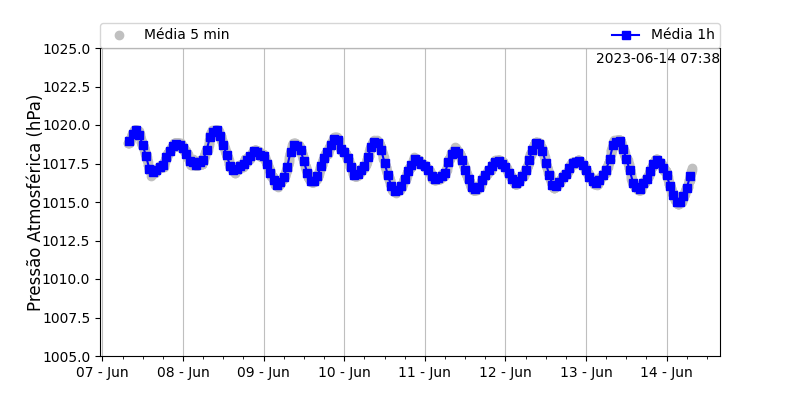 Média 5 min
Média 1h
2023-06-14 07:38
Pressão Atmosférica (hPa)
1025.0
1022.5
1020.0
1017.5
1015.0
1012.5
1010.0
1007.5
1005.0
07 - Jun
08 - Jun
09 - Jun
10 - Jun
11 - Jun
12 - Jun
13 - Jun
14 - Jun